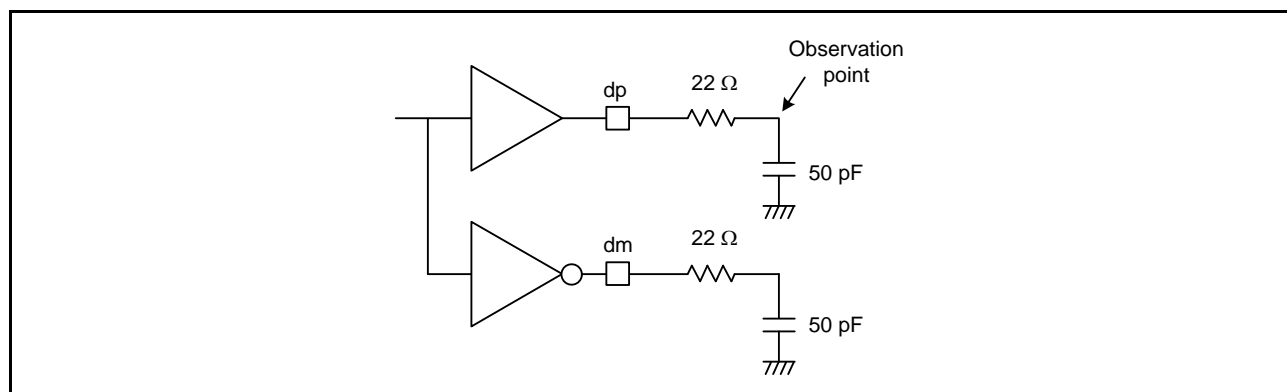 Observation
point
dp
22 Ω
50 pF
dm
22 Ω
50 pF